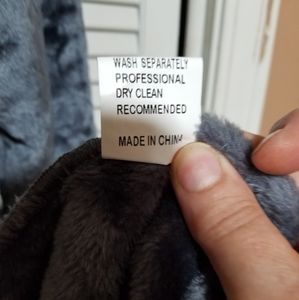 WASH SEPARATELY
PROFESSIONAL
DRY CLEAN
RECOMMENDED
MADE IN CHINA